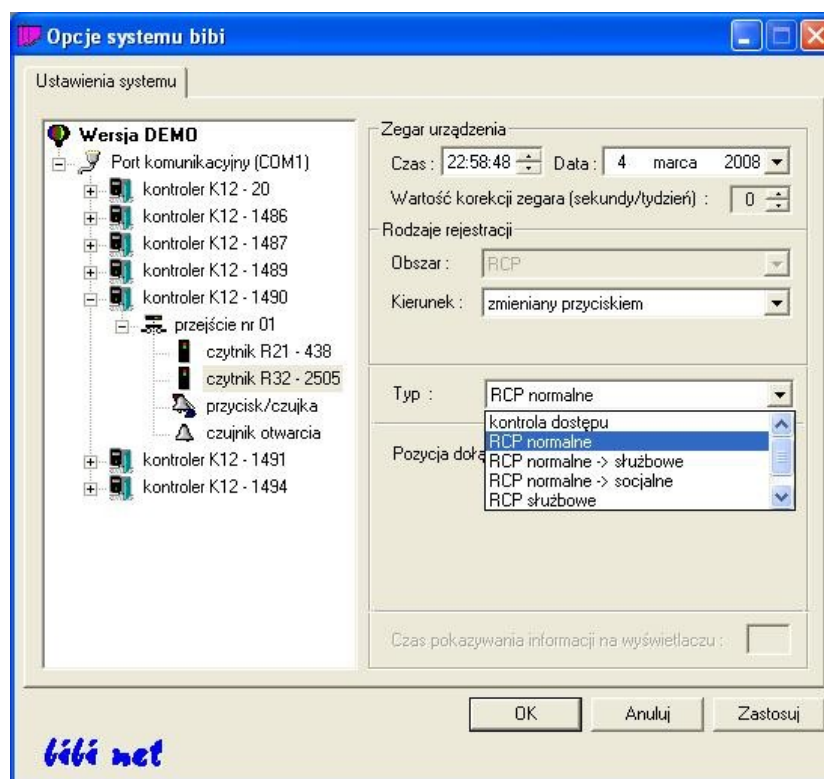 Opcje systemu bibi
Ustawienia systemu
Wersja DEMO
Port komunikacyjny (COM1)
kontroler K12 - 20
kontroler K12 - 1486
kontroler K12 - 1487
kontroler K12 - 1489
kontroler K12 - 1490
przejście nr 01
czytnik R21 - 438
czytnik R32 - 2505
przycisk/czujka
czujnik otwarcia
kontroler K12 - 1491
kontroler K12 - 1494
Zegar urządzenia
Czas : 22:58:48 Data : 4 marca 2008
Wartość korekcji zegara (sekundy/tydzień) : 0
Rodzaje rejestracji
Obszar : RCP
Kierunek : zmieniany przyciskiem
Typ : RCP normalne
kontrola dostępu
RCP normalne
RCP normalne -> służbowe
RCP normalne -> socjalne
RCP służbowe
Pozycja
Czas pokazywania informacji na wyświetlaczu :
OK Anuluj Zastosuj
bibi net